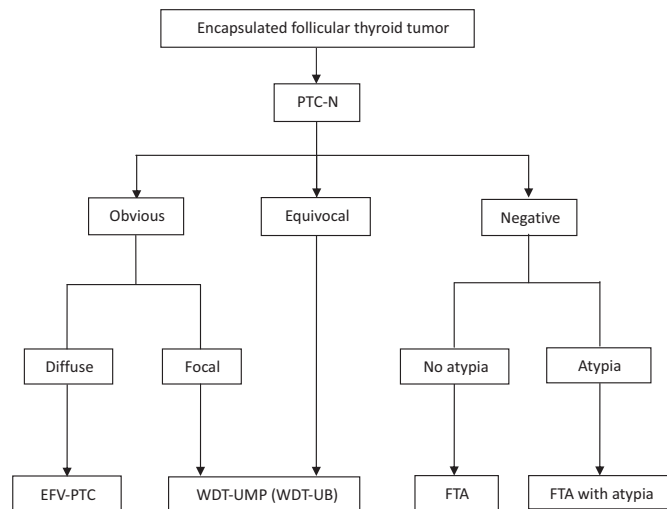 Encapsulated follicular thyroid tumor
PTC-N
Obvious
Equivocal
Negative
Diffuse
Focal
No atypia
Atypia
EFV-PTC
WDT-UMP (WDT-UB)
FTA
FTA with atypia